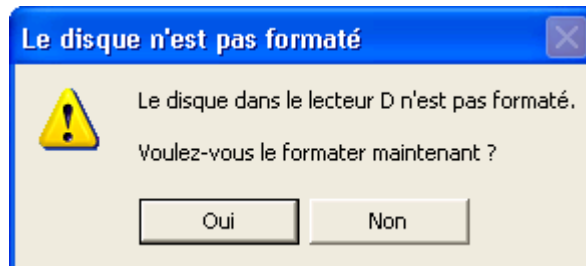 Le disque n'est pas formaté
Le disque dans le lecteur D n'est pas formaté.
Voulez-vous le formater maintenant ?
Oui
Non